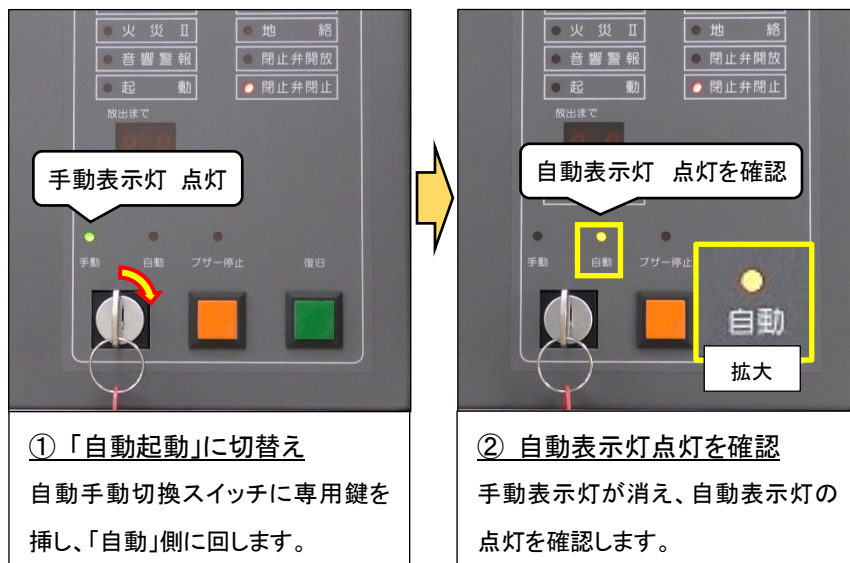 火災Ⅱ 地絡
音響警報 閉止弁開放
起動 閉止弁閉止
放出まで
手動表示灯 点灯
手動 自動 ブザー停止 復旧
① 「自動起動」に切替え
自動手動切換スイッチに専用鍵を
挿し、「自動」側に回します。
火災Ⅱ 地絡
音響警報 閉止弁開放
起動 閉止弁閉止
放出まで
自動表示灯 点灯を確認
手動 自動 ブザー停止
自動
拡大
② 自動表示灯点灯を確認
手動表示灯が消え、自動表示灯の
点灯を確認します。